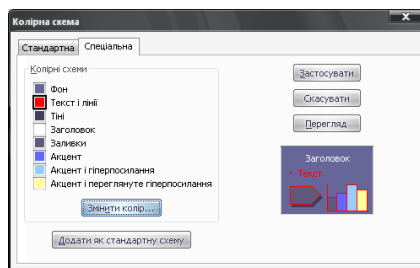 Колірна схема
Стандартна
Спеціальна
Колірні схеми
Фон
Текст і лінії
Тіні
Заголовок
Заливки
Акцент
Акцент і гіперпосилання
Акцент і переглянуте гіперпосилання
Змінити колір...
Додати як стандартну схему
Застосувати
Скасувати
Перегляд
Заголовок
• Текст